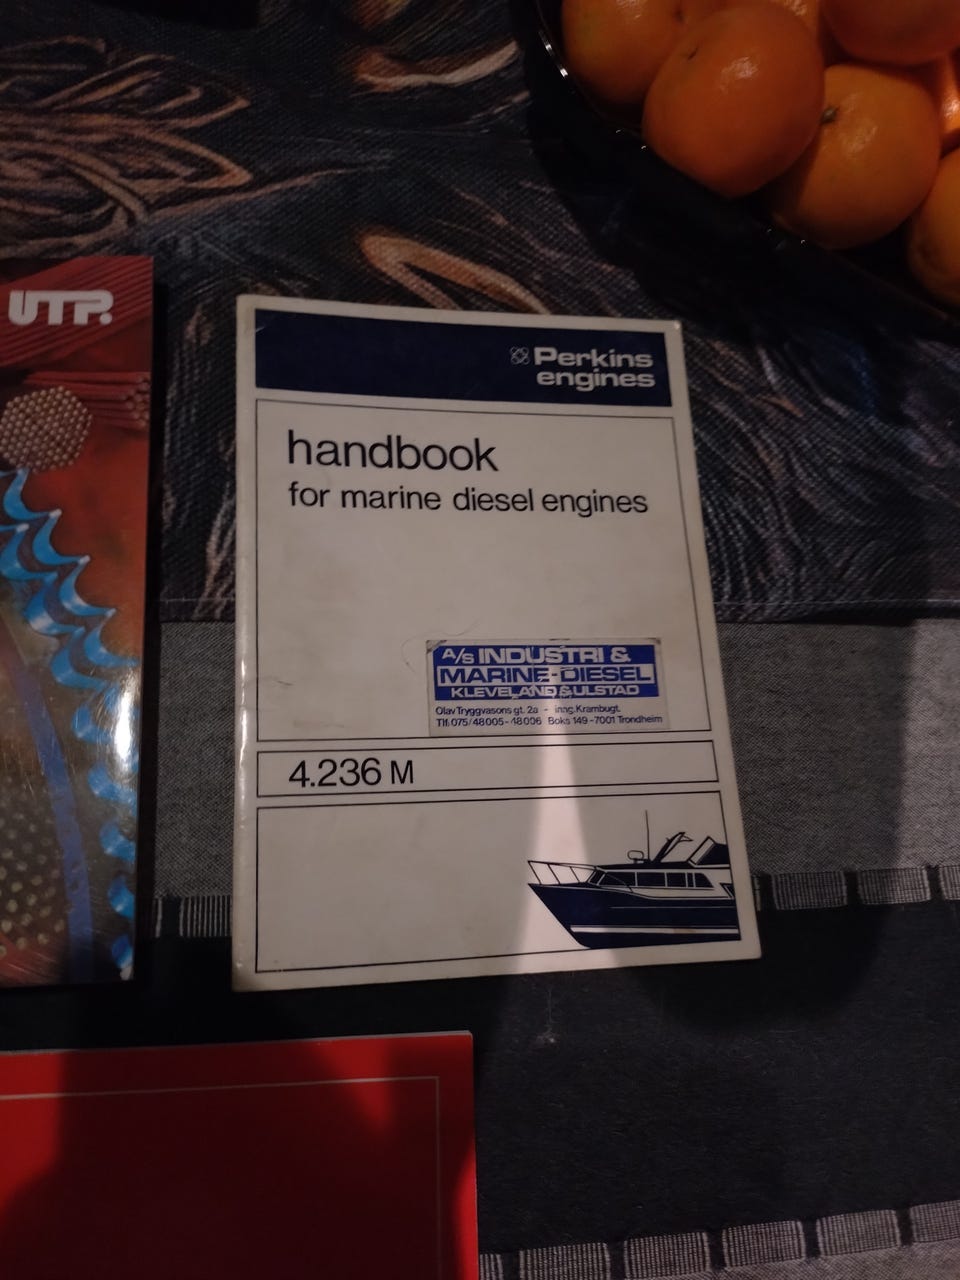 UTP.
Perkins
engines
handbook
for marine diesel engines
A/s INDUSTRI &
MARINE-DIESEL
KLEVELAND & ULSTAD
Olav Tryggvasons gt. 2a - inng. Krambugt.
Tlf. 075/48005-48006 Boks 149-7001 Trondheim
4.236 M